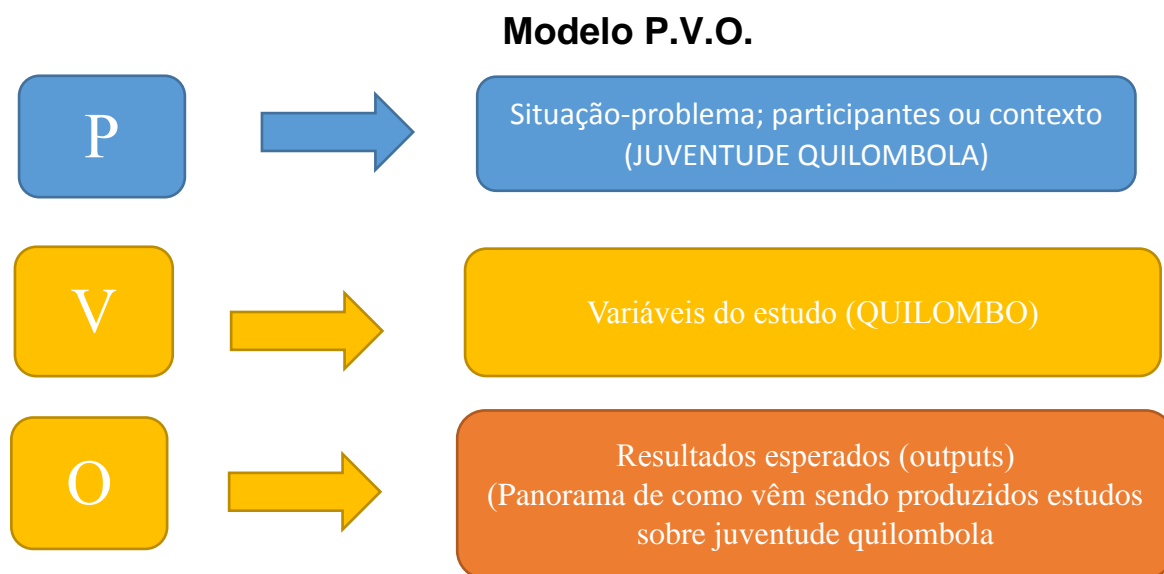 Modelo P.V.O.
P
Situação-problema; participantes ou contexto
(JUVENTUDE QUILOMBOLA)
V
Variáveis do estudo (QUILOMBO)
O
Resultados esperados (outputs)
(Panorama de como vêm sendo produzidos estudos
sobre juventude quilombola